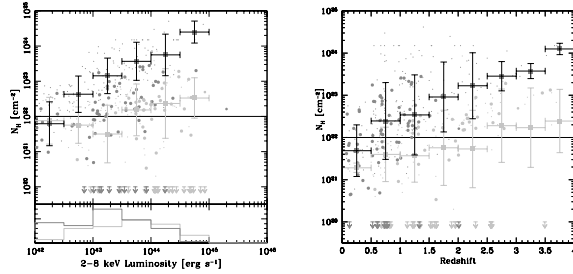 10²⁵
10²⁴
10²³
10²²
10²¹
10²⁰
N_H [cm⁻²]
10⁴² 10⁴³ 10⁴⁴ 10⁴⁵ 10⁴⁶
2-8 keV Luminosity [erg s⁻¹]
10²⁵
10²⁴
10²³
10²²
10²¹
10²⁰
N_H [cm⁻²]
0 0.5 1 1.5 2 2.5 3 3.5 4
Redshift